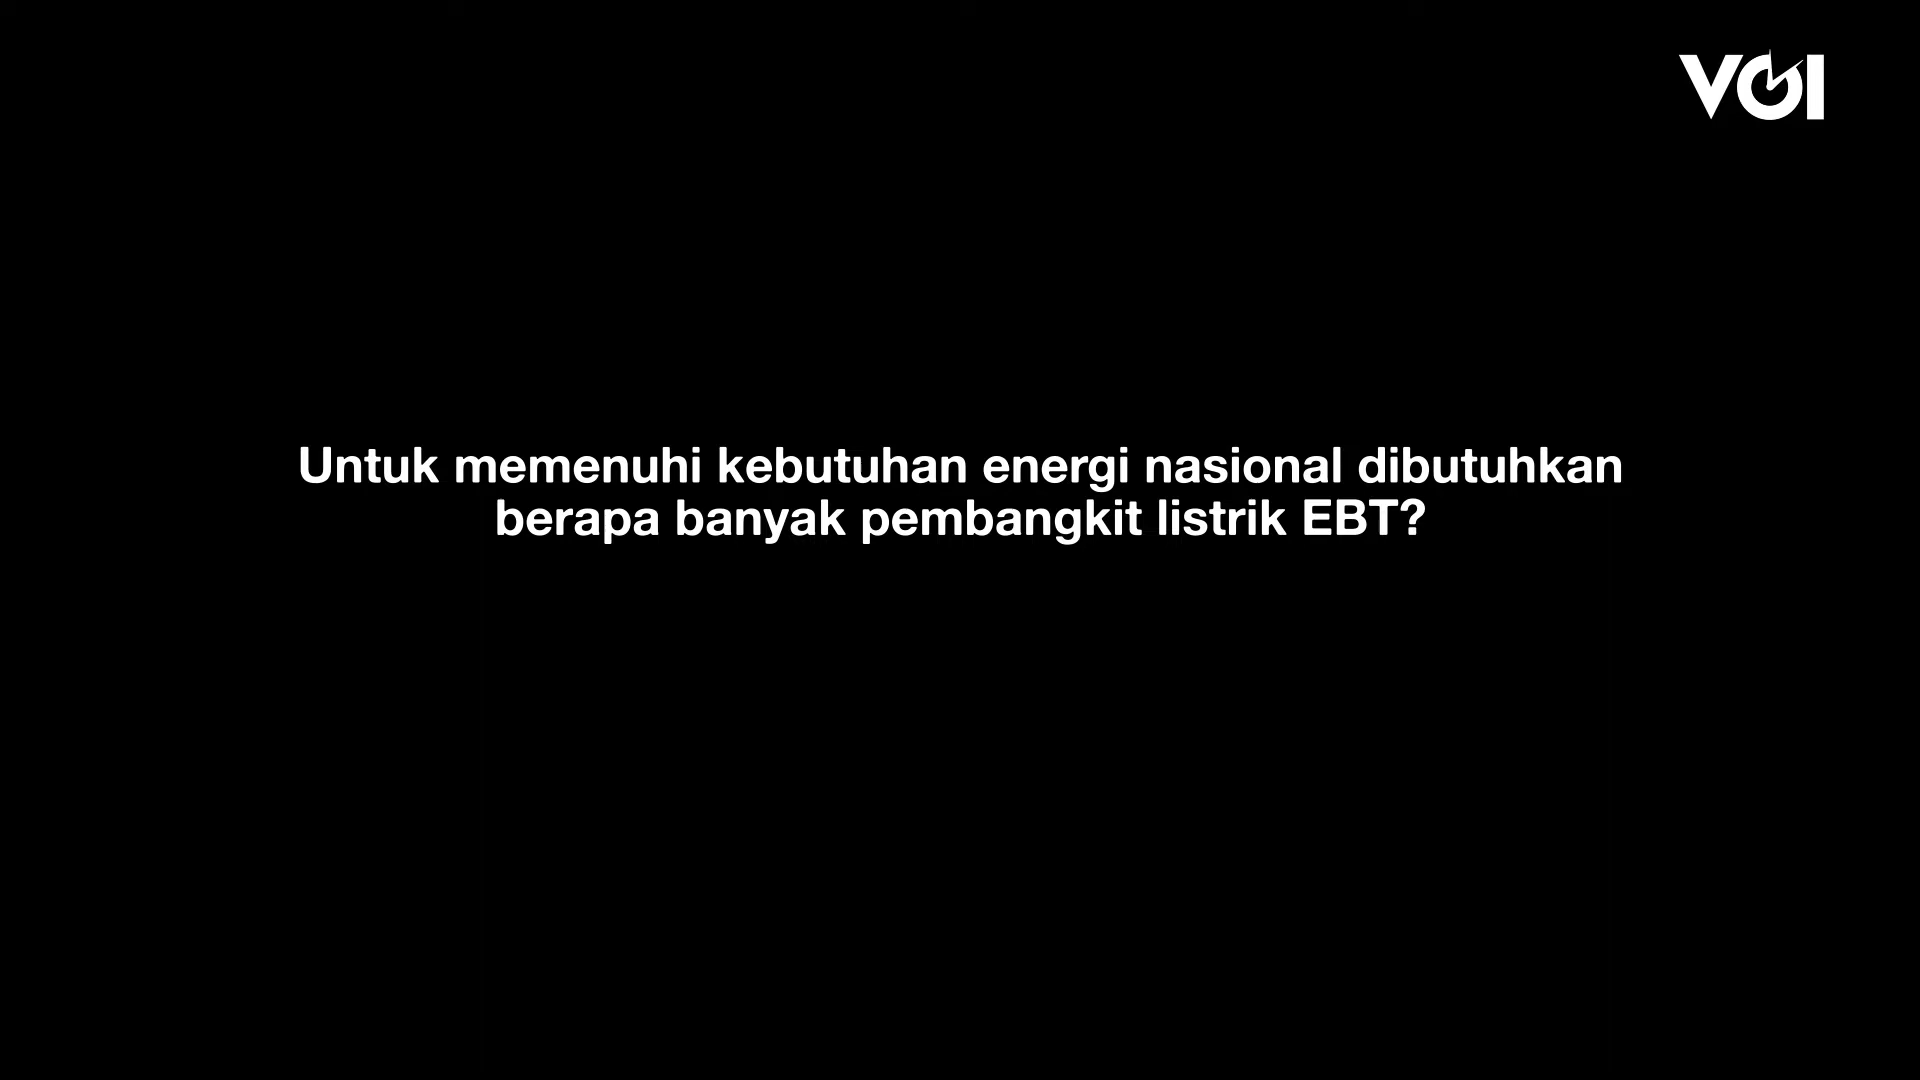 VOI
Untuk memenuhi kebutuhan energi nasional dibutuhkan
berapa banyak pembangkit listrik EBT?